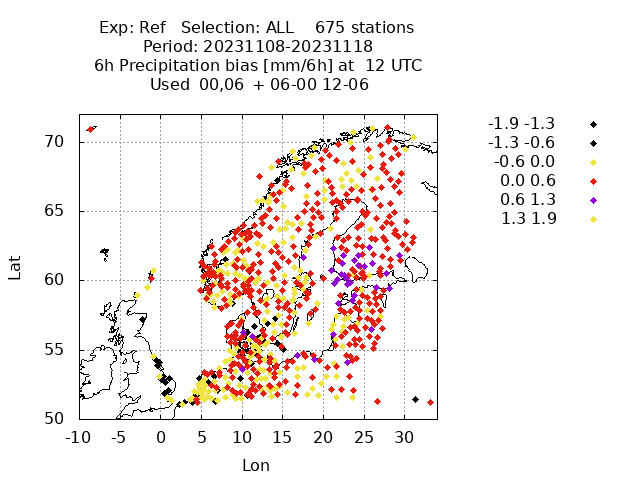 Exp: Ref   Selection: ALL    675 stations
Period: 20231108-20231118
6h Precipitation bias [mm/6h] at  12 UTC
Used  00,06  + 06-00 12-06
-1.9 -1.3
-1.3 -0.6
-0.6 0.0
0.0 0.6
0.6 1.3
1.3 1.9
70
65
60
55
50
Lat
-10 -5 0 5 10 15 20 25 30
Lon